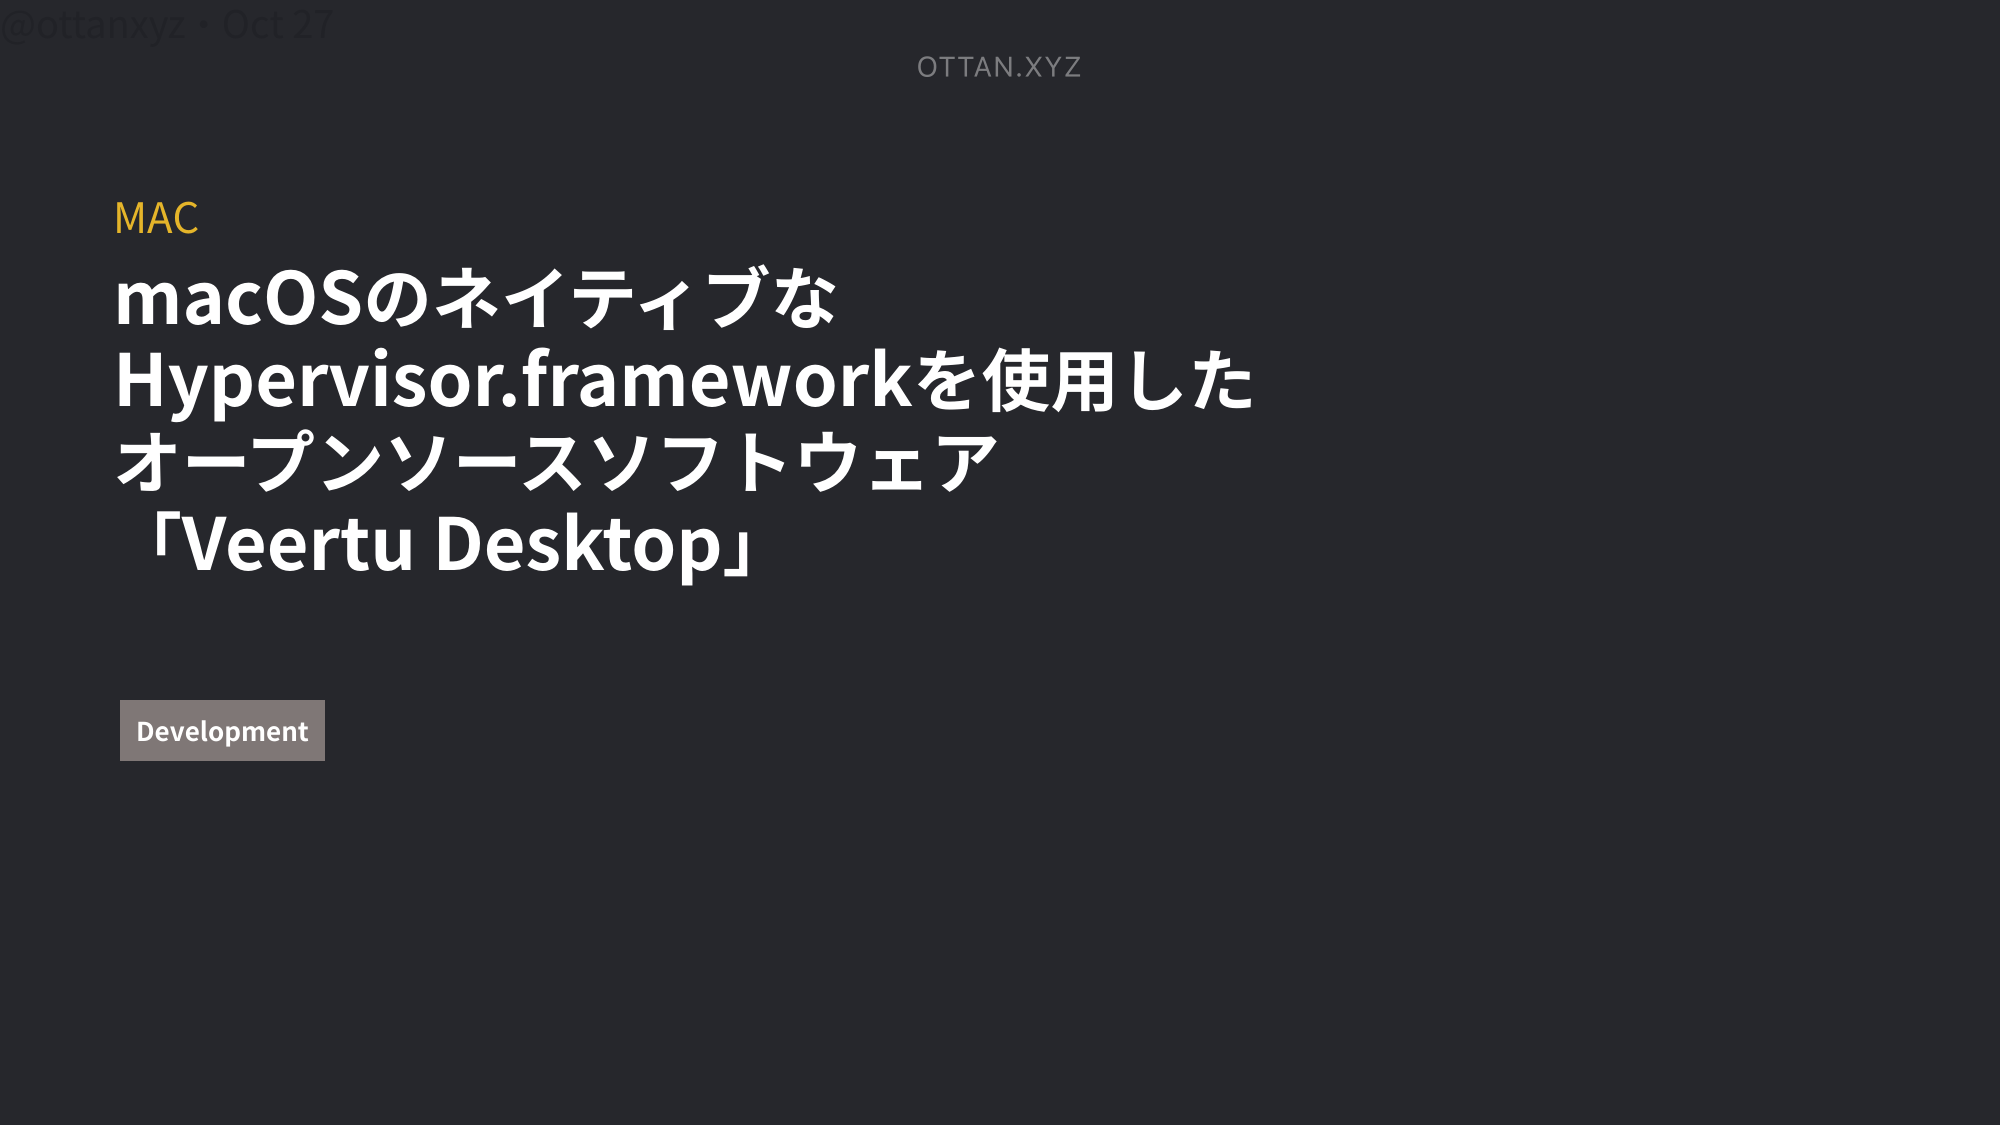 @ottanxyz・Oct 27
OTTAN.XYZ
MAC
macOSのネイティブな
Hypervisor.frameworkを使用した
オープンソースソフトウェア
「Veertu Desktop」
Development